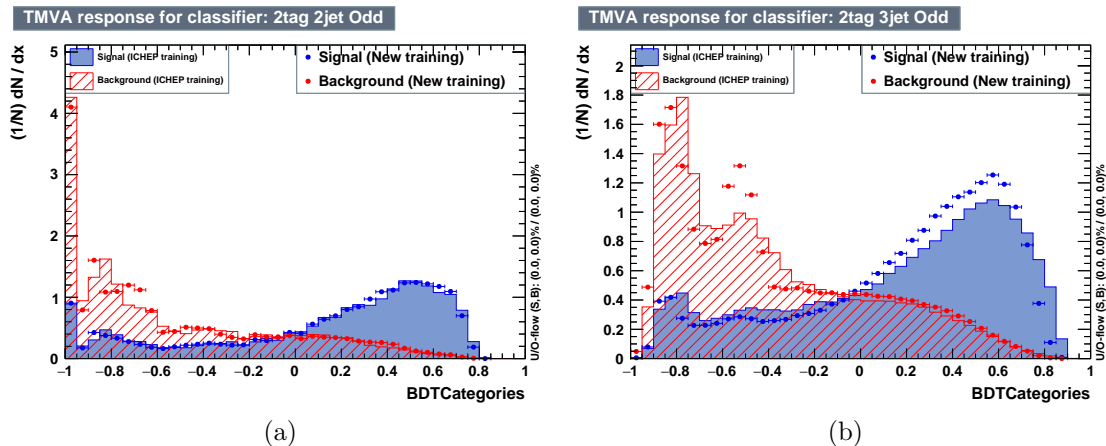 TMVA response for classifier: 2tag 2jet Odd
(1/N) dN / dx
Signal (ICHEP training)
Background (ICHEP training)
Signal (New training)
Background (New training)
5
4
3
2
1
0
−1 −0.8 −0.6 −0.4 −0.2 0 0.2 0.4 0.6 0.8 1
BDTCategories
U/O-flow (S,B): (0.0, 0.0)% / (0.0, 0.0)%
(a)
TMVA response for classifier: 2tag 3jet Odd
(1/N) dN / dx
Signal (ICHEP training)
Background (ICHEP training)
Signal (New training)
Background (New training)
2
1.8
1.6
1.4
1.2
1
0.8
0.6
0.4
0.2
0
−1 −0.8 −0.6 −0.4 −0.2 0 0.2 0.4 0.6 0.8 1
BDTCategories
U/O-flow (S,B): (0.0, 0.0)% / (0.0, 0.0)%
(b)